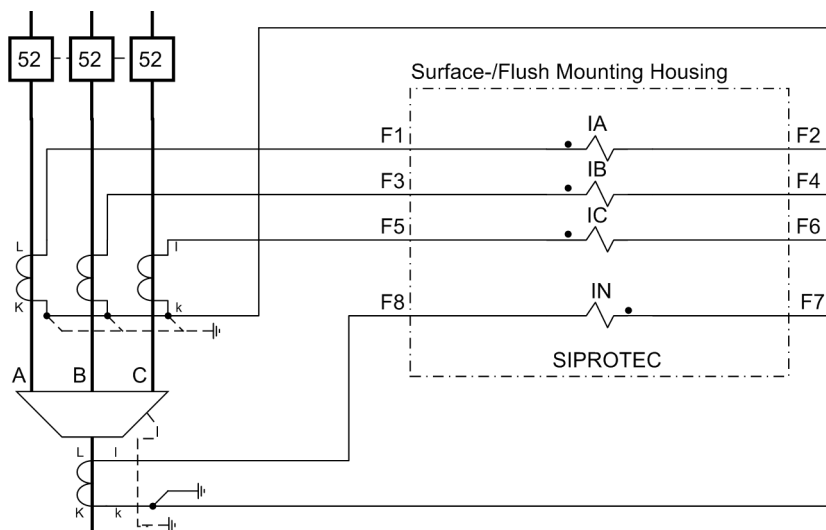 52 52 52
Surface-/Flush Mounting Housing
F1 IA F2
F3 IB F4
F5 IC F6
L l
K k
F8 IN F7
SIPROTEC
A B C
l
L l
K k